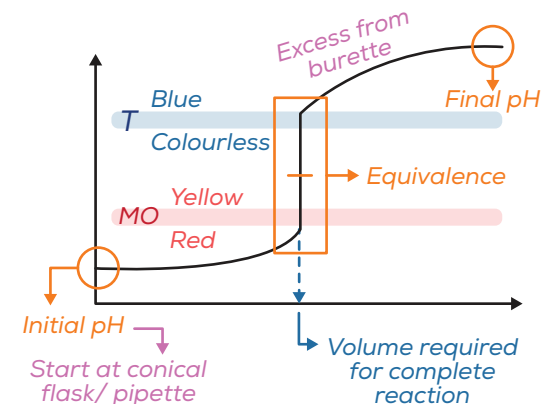 Excess from
burette
Final pH
T
Blue
Colourless
Equivalence
MO
Yellow
Red
Initial pH
Start at conical
flask/ pipette
Volume required
for complete
reaction